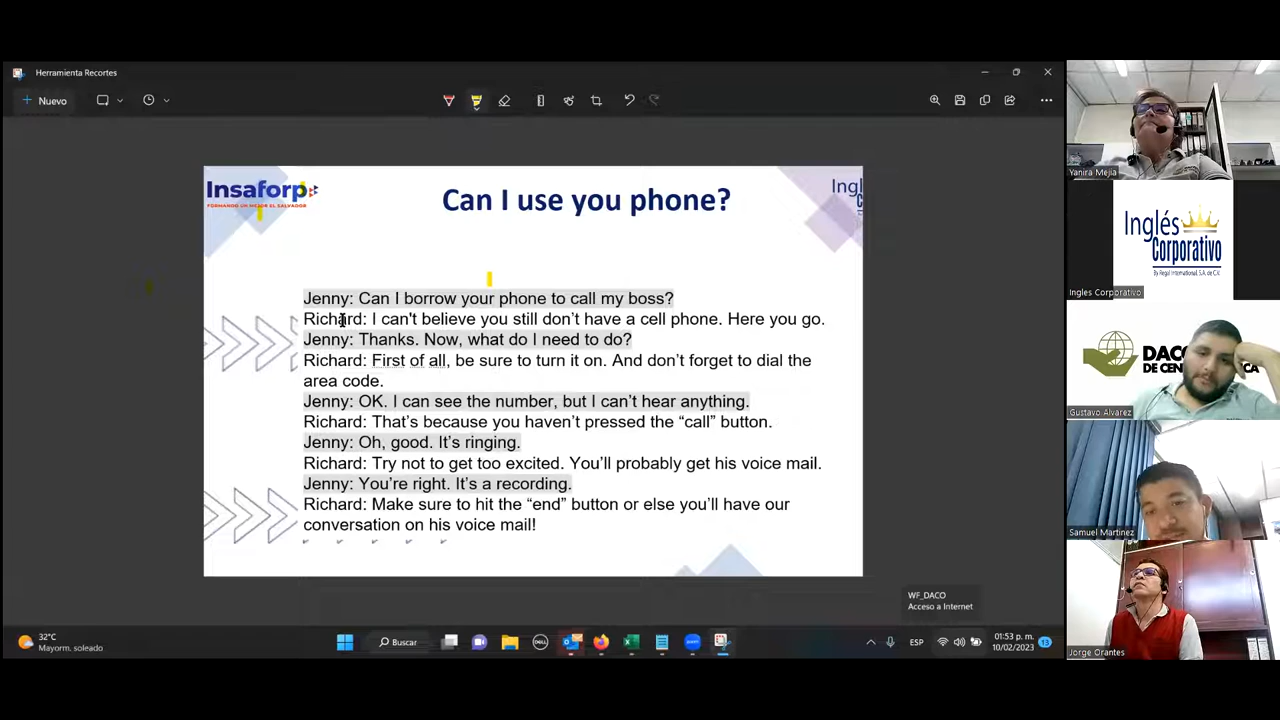 Herramienta Recortes
Nuevo
Insaforp
FORMANDO UN MEJOR EL SALVADOR
Can I use you phone?
Ingl
C
Jenny: Can I borrow your phone to call my boss?
Richard: I can't believe you still don’t have a cell phone. Here you go.
Jenny: Thanks. Now, what do I need to do?
Richard: First of all, be sure to turn it on. And don’t forget to dial the
area code.
Jenny: OK. I can see the number, but I can’t hear anything.
Richard: That’s because you haven’t pressed the “call” button.
Jenny: Oh, good. It’s ringing.
Richard: Try not to get too excited. You’ll probably get his voice mail.
Jenny: You’re right. It’s a recording.
Richard: Make sure to hit the “end” button or else you’ll have our
conversation on his voice mail!
WF_DACO
Acceso a Internet
32°C
Mayorm. soleado
Buscar
DELL
ESP
01:53 p. m.
10/02/2023
13
Yanira Mejia
Inglés
Corporativo
By Regal International, S.A. de C.V.
Ingles Corporativo
DACO
DE CEN
ICA
Gustavo Alvarez
Samuel Martinez
Jorge Orantes